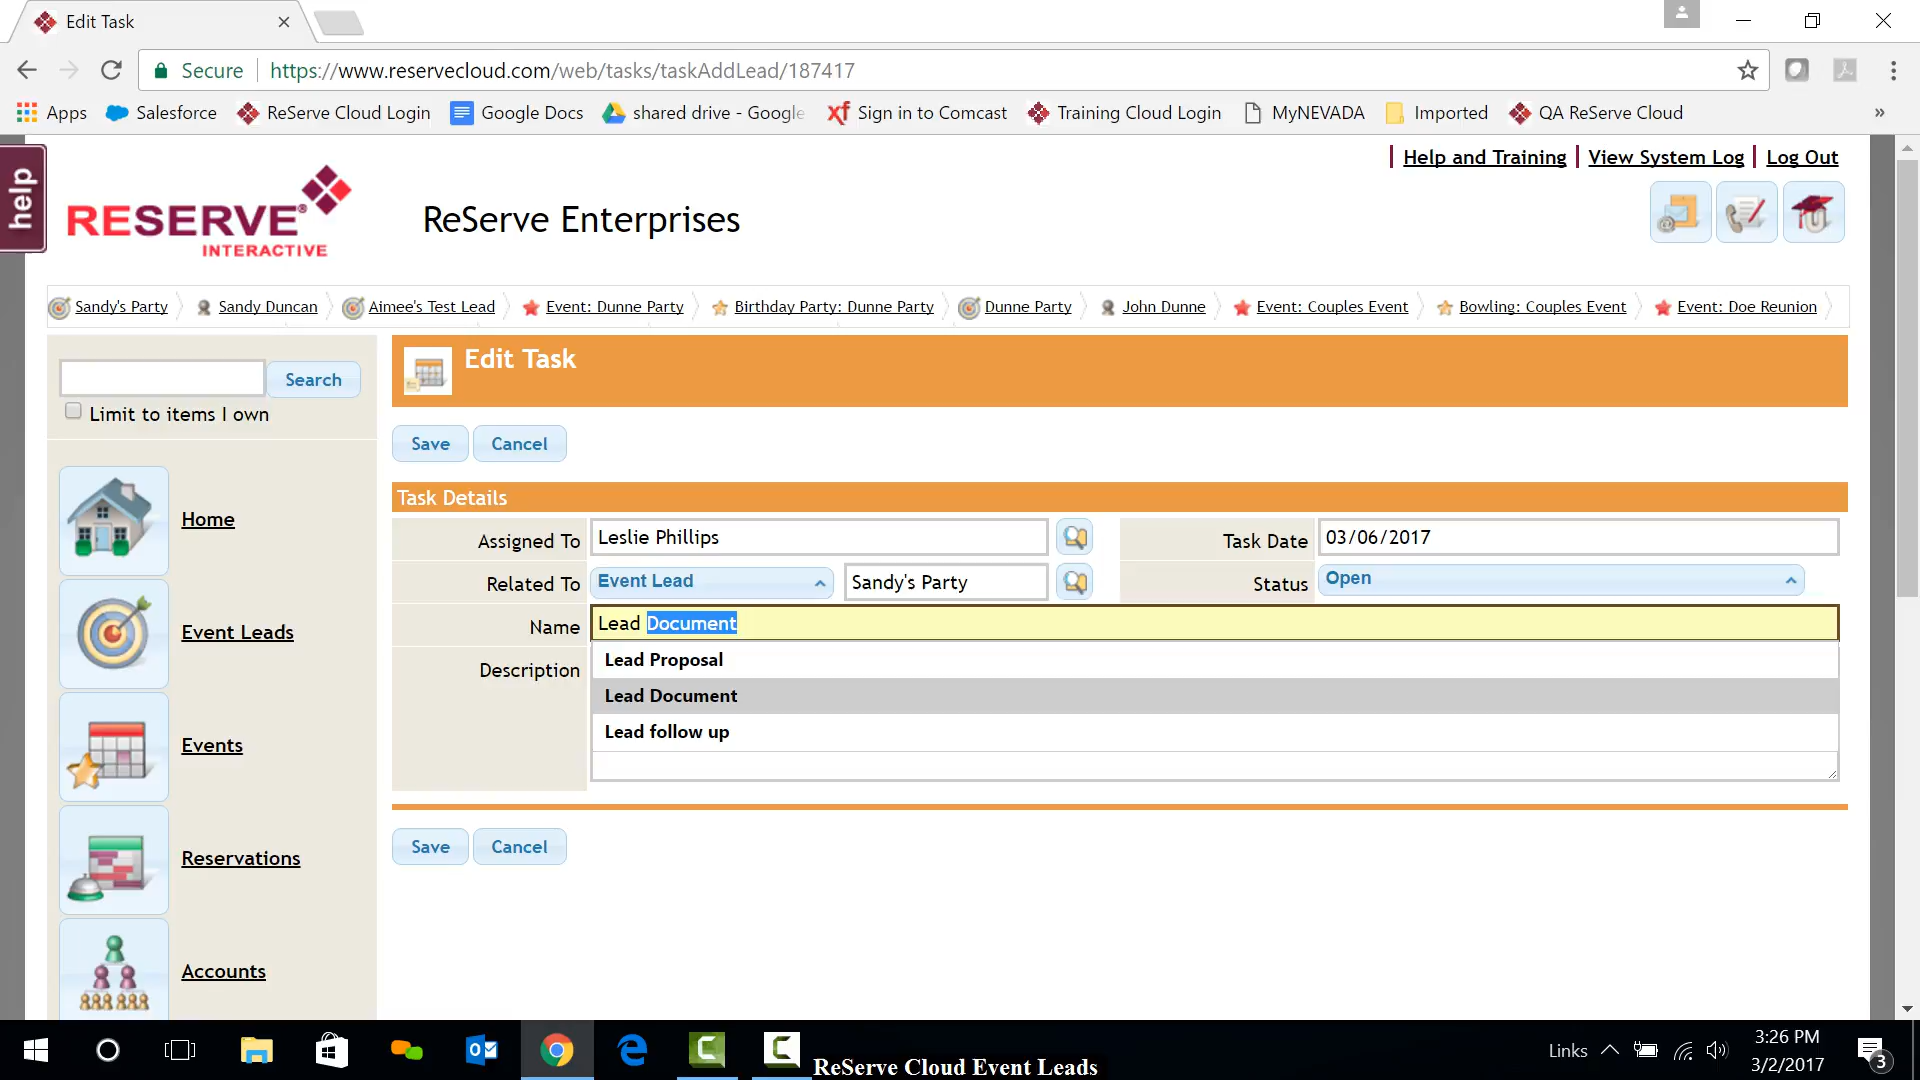 Edit Task
Secure https://www.reservecloud.com/web/tasks/taskAddLead/187417
Apps Salesforce ReServe Cloud Login Google Docs shared drive - Google Sign in to Comcast Training Cloud Login MyNEVADA Imported QA ReServe Cloud »
Help and Training View System Log Log Out
help
RESERVE®
INTERACTIVE
ReServe Enterprises
Sandy's Party Sandy Duncan Aimee's Test Lead Event: Dunne Party Birthday Party: Dunne Party Dunne Party John Dunne Event: Couples Event Bowling: Couples Event Event: Doe Reunion
Search
Limit to items I own
Home
Event Leads
Events
Reservations
Accounts
Edit Task
Save Cancel
Task Details
Assigned To Leslie Phillips Task Date 03/06/2017
Related To Event Lead Sandy's Party Status Open
Name Lead Document
Description
Lead Proposal
Lead Document
Lead follow up
Save Cancel
ReServe Cloud Event Leads
Links
3:26 PM
3/2/2017
3